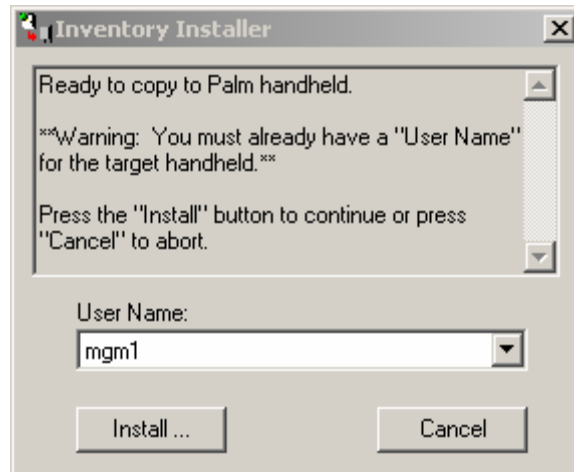 Inventory Installer
Ready to copy to Palm handheld.
**Warning:  You must already have a "User Name"
for the target handheld.**
Press the "Install" button to continue or press
"Cancel" to abort.
User Name:
mgm1
Install ...
Cancel